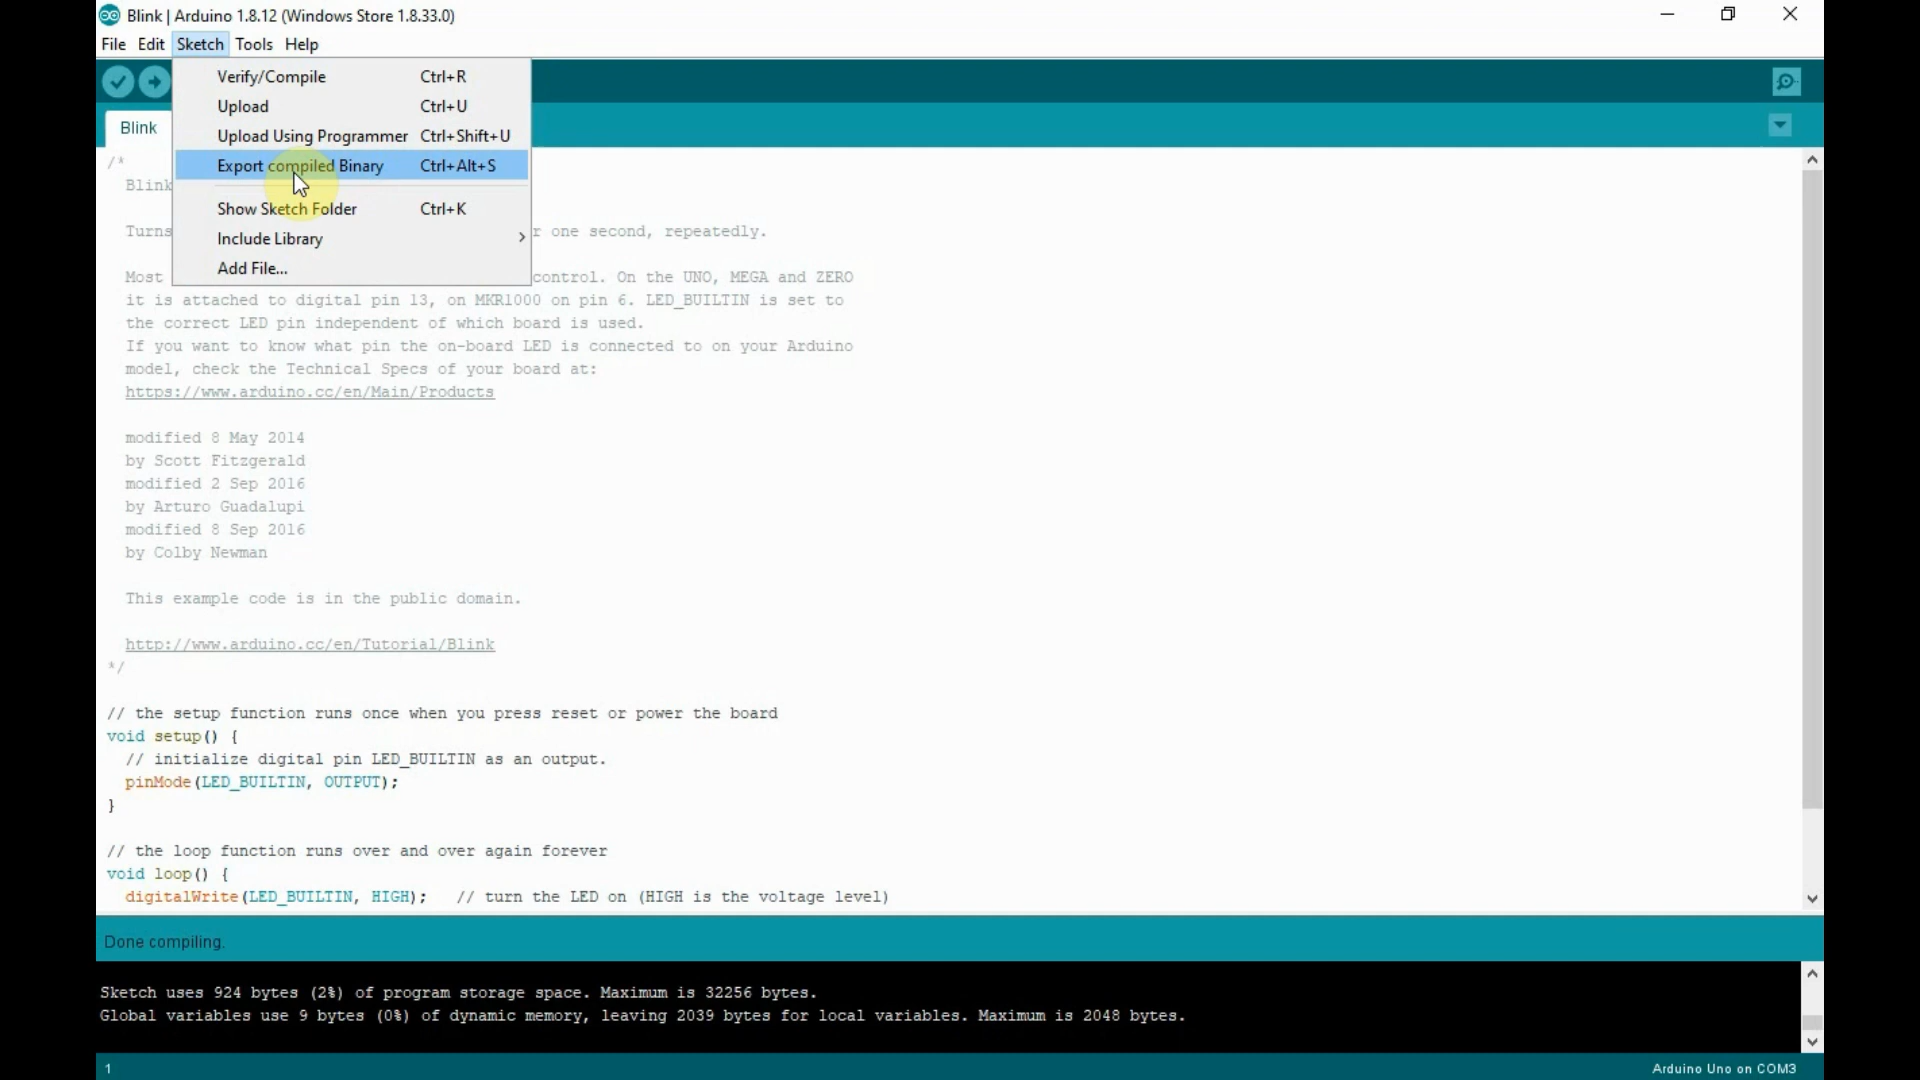 Blink | Arduino 1.8.12 (Windows Store 1.8.33.0)
File Edit Sketch Tools Help
Verify/Compile Ctrl+R
Upload Ctrl+U
Upload Using Programmer Ctrl+Shift+U
Export compiled Binary Ctrl+Alt+S
Show Sketch Folder Ctrl+K
Include Library
Add File...
Blink
/*
Blink
Turns r one second, repeatedly.
Most control. On the UNO, MEGA and ZERO
it is attached to digital pin 13, on MKR1000 on pin 6. LED_BUILTIN is set to
the correct LED pin independent of which board is used.
If you want to know what pin the on-board LED is connected to on your Arduino
model, check the Technical Specs of your board at:
https://www.arduino.cc/en/Main/Products
modified 8 May 2014
by Scott Fitzgerald
modified 2 Sep 2016
by Arturo Guadalupi
modified 8 Sep 2016
by Colby Newman
This example code is in the public domain.
http://www.arduino.cc/en/Tutorial/Blink
*/
// the setup function runs once when you press reset or power the board
void setup() {
// initialize digital pin LED_BUILTIN as an output.
pinMode(LED_BUILTIN, OUTPUT);
}
// the loop function runs over and over again forever
void loop() {
digitalWrite(LED_BUILTIN, HIGH); // turn the LED on (HIGH is the voltage level)
Done compiling.
Sketch uses 924 bytes (2%) of program storage space. Maximum is 32256 bytes.
Global variables use 9 bytes (0%) of dynamic memory, leaving 2039 bytes for local variables. Maximum is 2048 bytes.
1 Arduino Uno on COM3